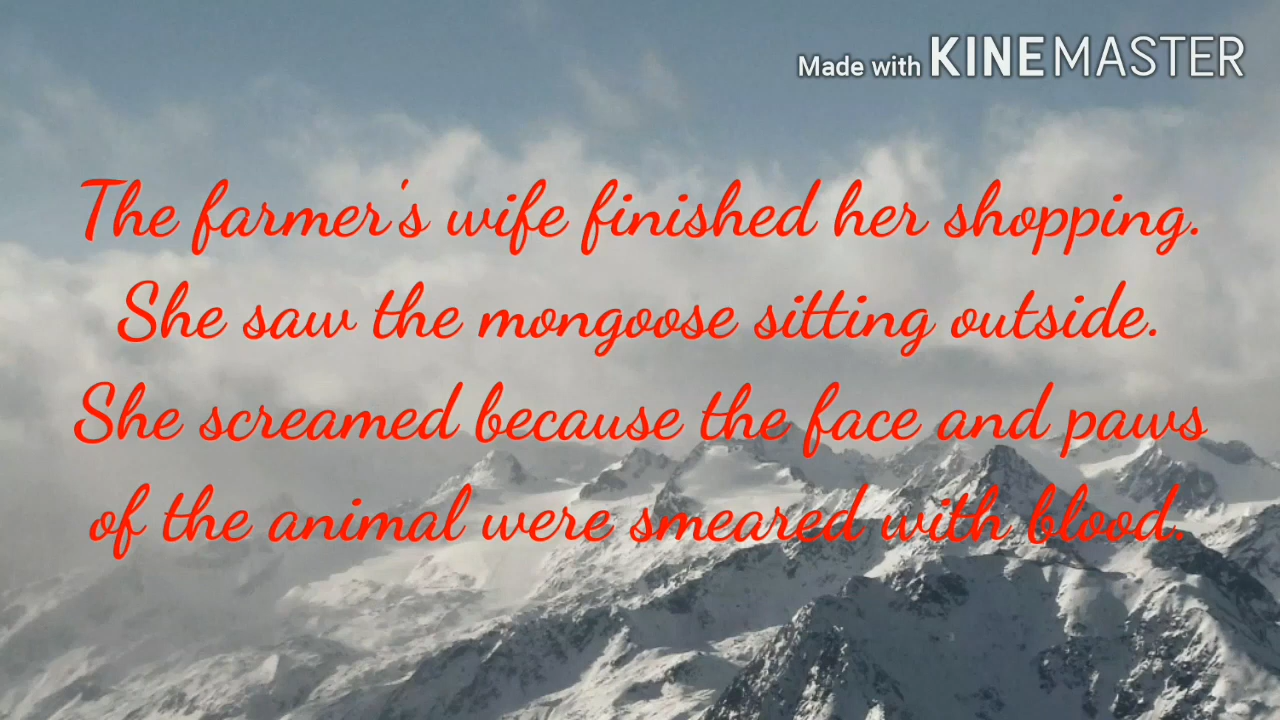 Made with KINEMASTER
The farmer's wife finished her shopping.
She saw the mongoose sitting outside.
She screamed because the face and paws
of the animal were smeared with blood.